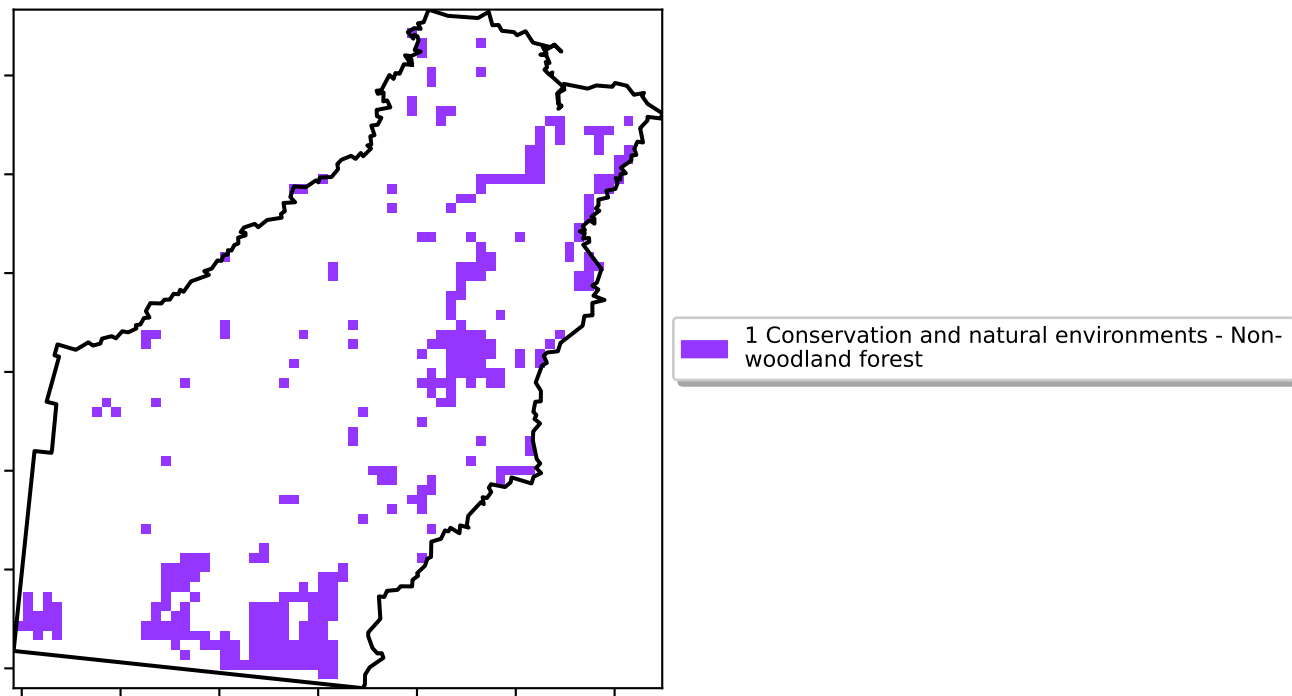 1 Conservation and natural environments - Non-
woodland forest